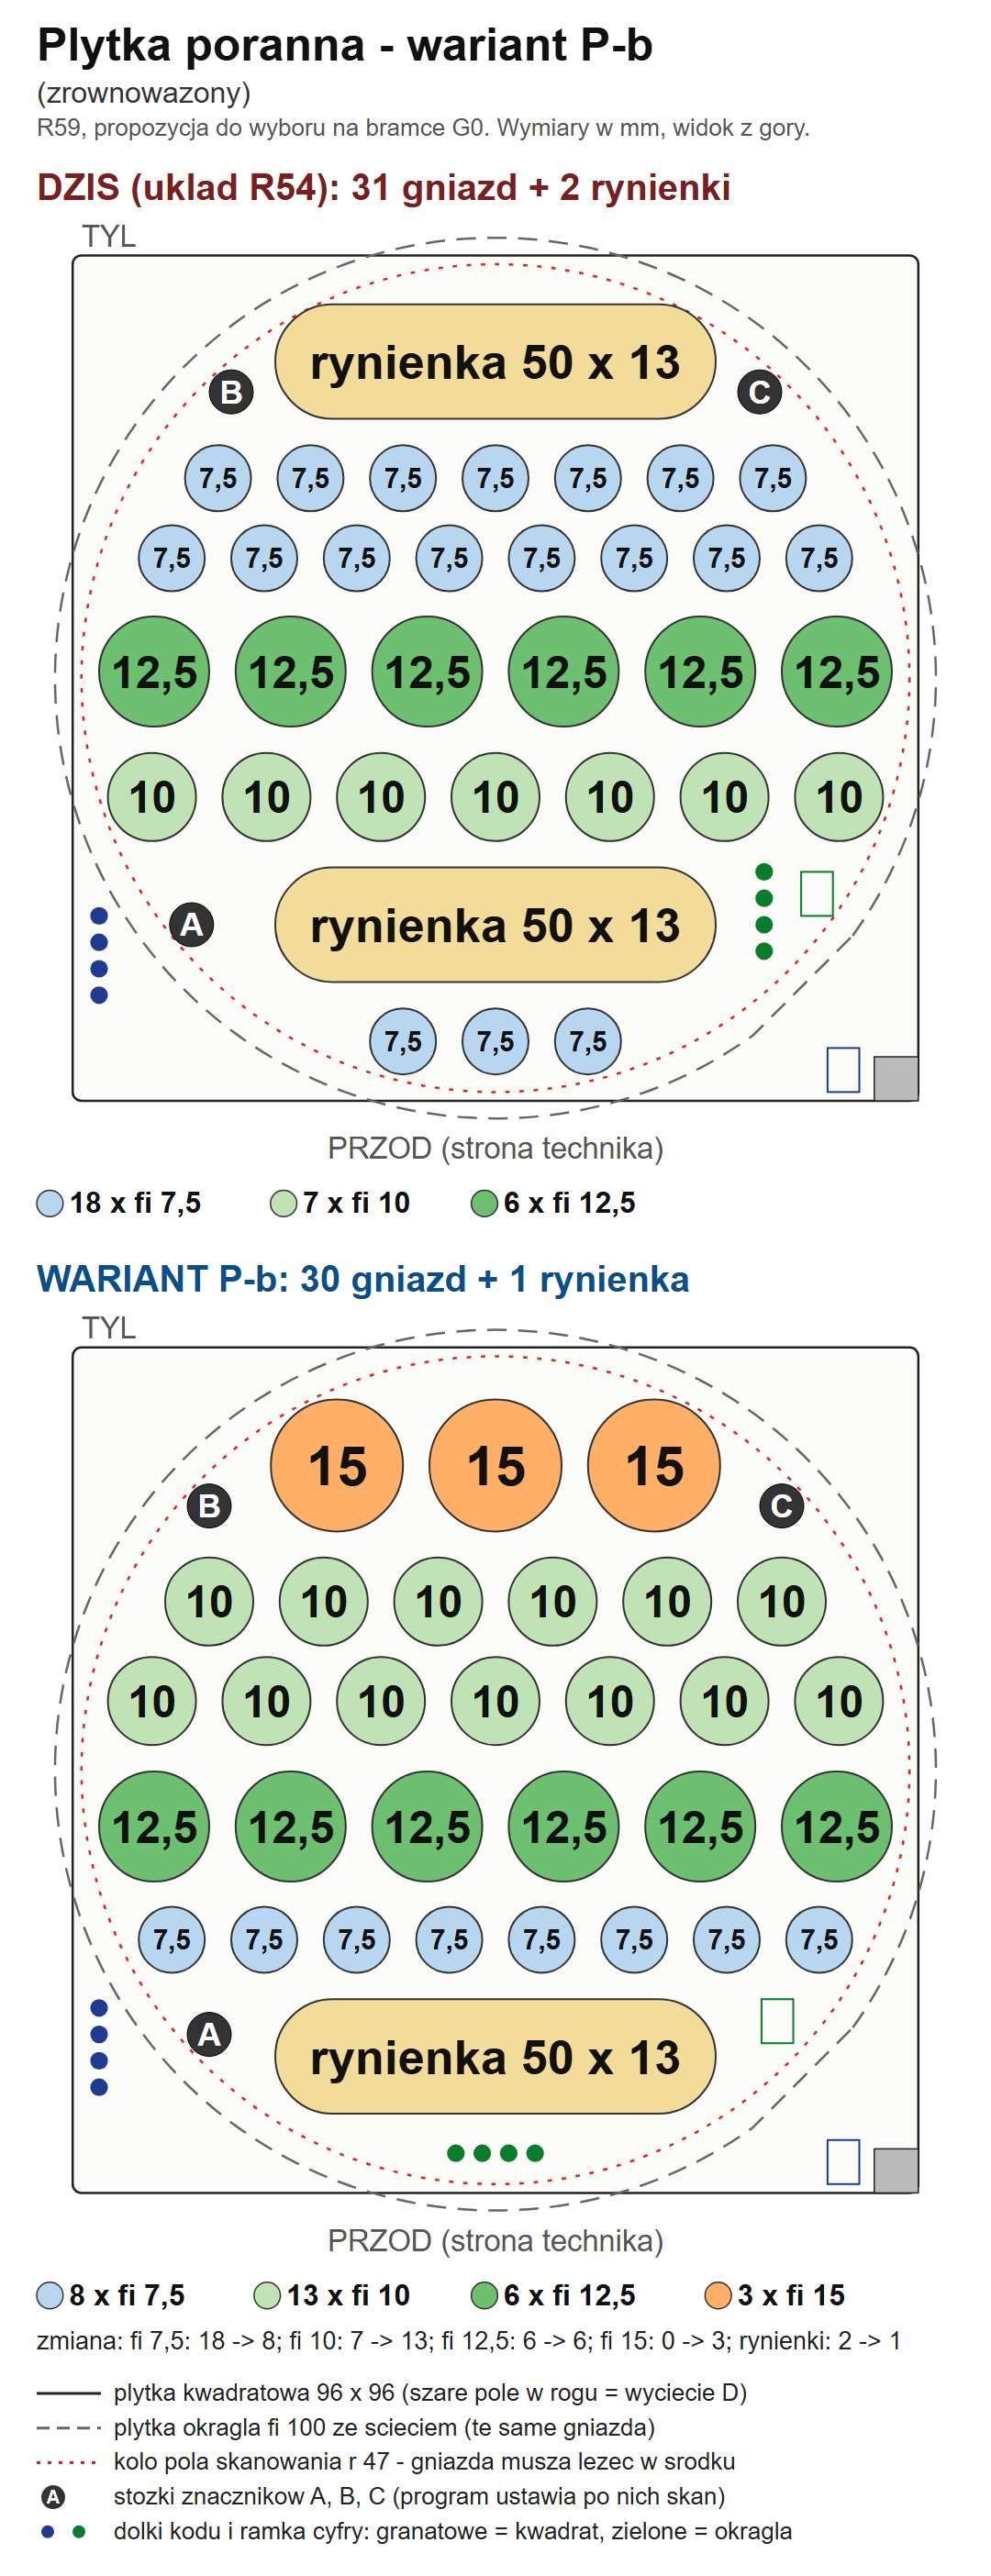 Plytka poranna - wariant P-b
(zrownowazony)
R59, propozycja do wyboru na bramce G0. Wymiary w mm, widok z gory.
DZIS (uklad R54): 31 gniazd + 2 rynienki
TYL
rynienka 50 x 13
B C
7,5 7,5 7,5 7,5 7,5 7,5 7,5
7,5 7,5 7,5 7,5 7,5 7,5 7,5 7,5
12,5 12,5 12,5 12,5 12,5 12,5
10 10 10 10 10 10 10
A rynienka 50 x 13
7,5 7,5 7,5
PRZOD (strona technika)
18 x fi 7,5 7 x fi 10 6 x fi 12,5
WARIANT P-b: 30 gniazd + 1 rynienka
TYL
15 15 15
B C
10 10 10 10 10 10
10 10 10 10 10 10 10
12,5 12,5 12,5 12,5 12,5 12,5
7,5 7,5 7,5 7,5 7,5 7,5 7,5 7,5
A rynienka 50 x 13
PRZOD (strona technika)
8 x fi 7,5 13 x fi 10 6 x fi 12,5 3 x fi 15
zmiana: fi 7,5: 18 -> 8; fi 10: 7 -> 13; fi 12,5: 6 -> 6; fi 15: 0 -> 3; rynienki: 2 -> 1
plytka kwadratowa 96 x 96 (szare pole w rogu = wyciecie D)
plytka okragla fi 100 ze scieciem (te same gniazda)
kolo pola skanowania r 47 - gniazda musza lezec w srodku
A stozki znacznikow A, B, C (program ustawia po nich skan)
dolki kodu i ramka cyfry: granatowe = kwadrat, zielone = okragla